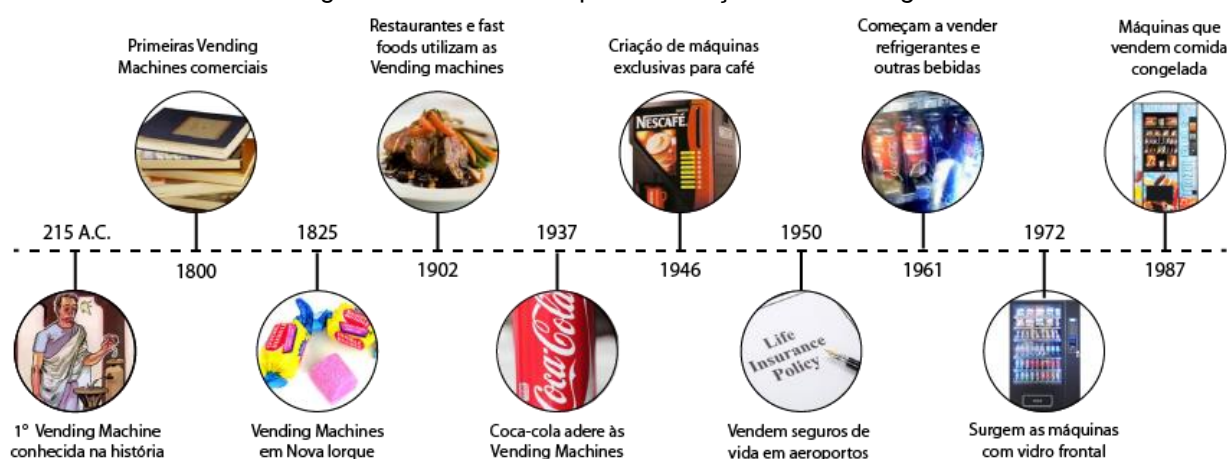 Primeiras Vending
Machines comerciais
Restaurantes e fast
foods utilizam as
Vending machines
Criação de máquinas
exclusivas para café
Começam a vender
refrigerantes e
outras bebidas
Máquinas que
vendem comida
congelada
NESCAFÉ
215 A.C.
1800
1825
1902
1937
1946
1950
1961
1972
1987
Coca-Cola
Life
Insurance
Policy
1° Vending Machine
conhecida na história
Vending Machines
em Nova Iorque
Coca-cola adere às
Vending Machines
Vendem seguros de
vida em aeroportos
Surgem as máquinas
com vidro frontal